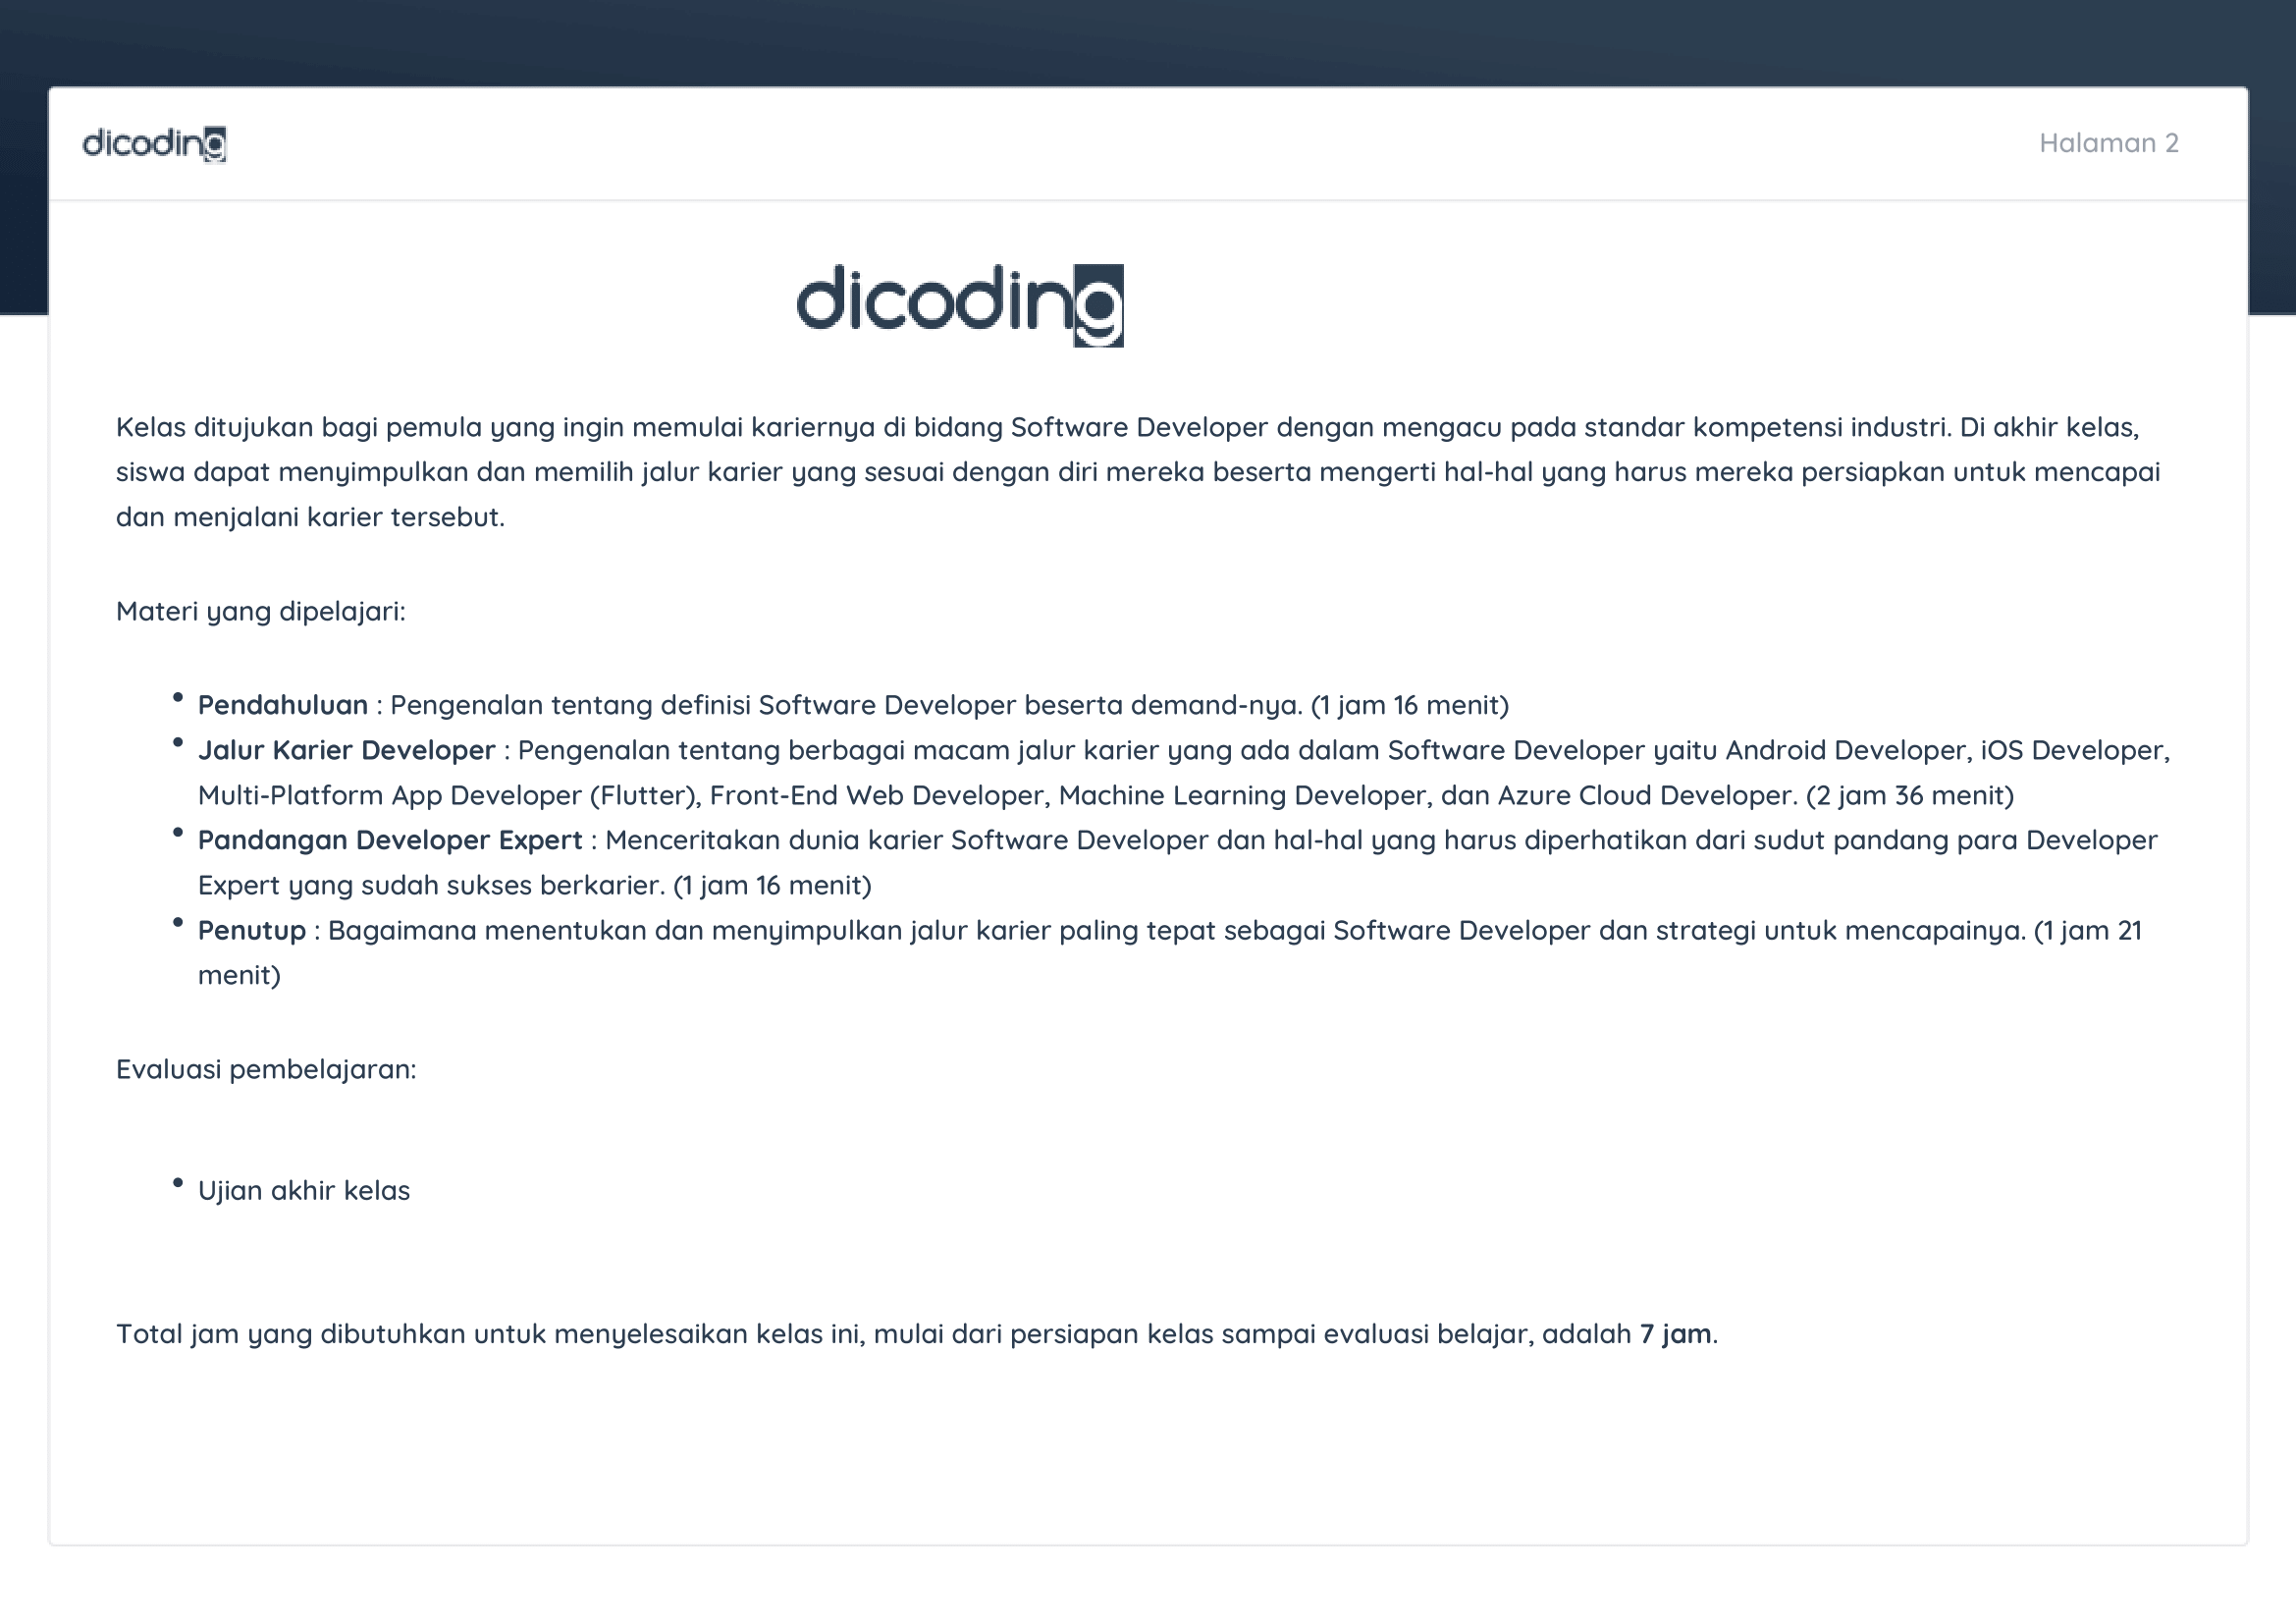 dicoding
Halaman 2
dicoding
Kelas ditujukan bagi pemula yang ingin memulai kariernya di bidang Software Developer dengan mengacu pada standar kompetensi industri. Di akhir kelas,
siswa dapat menyimpulkan dan memilih jalur karier yang sesuai dengan diri mereka beserta mengerti hal-hal yang harus mereka persiapkan untuk mencapai
dan menjalani karier tersebut.
Materi yang dipelajari:
• Pendahuluan : Pengenalan tentang definisi Software Developer beserta demand-nya. (1 jam 16 menit)
• Jalur Karier Developer : Pengenalan tentang berbagai macam jalur karier yang ada dalam Software Developer yaitu Android Developer, iOS Developer,
Multi-Platform App Developer (Flutter), Front-End Web Developer, Machine Learning Developer, dan Azure Cloud Developer. (2 jam 36 menit)
• Pandangan Developer Expert : Menceritakan dunia karier Software Developer dan hal-hal yang harus diperhatikan dari sudut pandang para Developer
Expert yang sudah sukses berkarier. (1 jam 16 menit)
• Penutup : Bagaimana menentukan dan menyimpulkan jalur karier paling tepat sebagai Software Developer dan strategi untuk mencapainya. (1 jam 21
menit)
Evaluasi pembelajaran:
• Ujian akhir kelas
Total jam yang dibutuhkan untuk menyelesaikan kelas ini, mulai dari persiapan kelas sampai evaluasi belajar, adalah 7 jam.